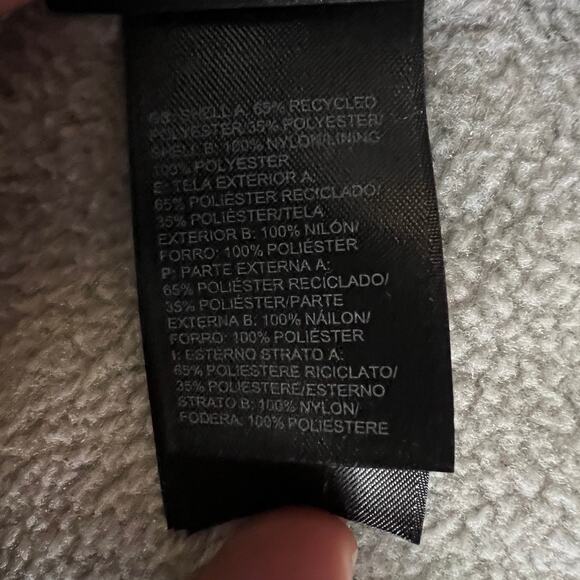 GB: SHELL A: 65% RECYCLED
POLYESTER/35% POLYESTER/
SHELL B: 100% NYLON/LINING
100% POLYESTER
E: TELA EXTERIOR A:
65% POLIÉSTER RECICLADO/
35% POLIÉSTER/TELA
EXTERIOR B: 100% NILÓN/
FORRO: 100% POLIÉSTER
P: PARTE EXTERNA A:
65% POLIÉSTER RECICLADO/
35% POLIÉSTER/PARTE
EXTERNA B: 100% NÁILON/
FORRO: 100% POLIÉSTER
I: ESTERNO STRATO A:
65% POLIESTERE RICICLATO/
35% POLIESTERE/ESTERNO
STRATO B: 100% NYLON/
FODERA: 100% POLIESTERE